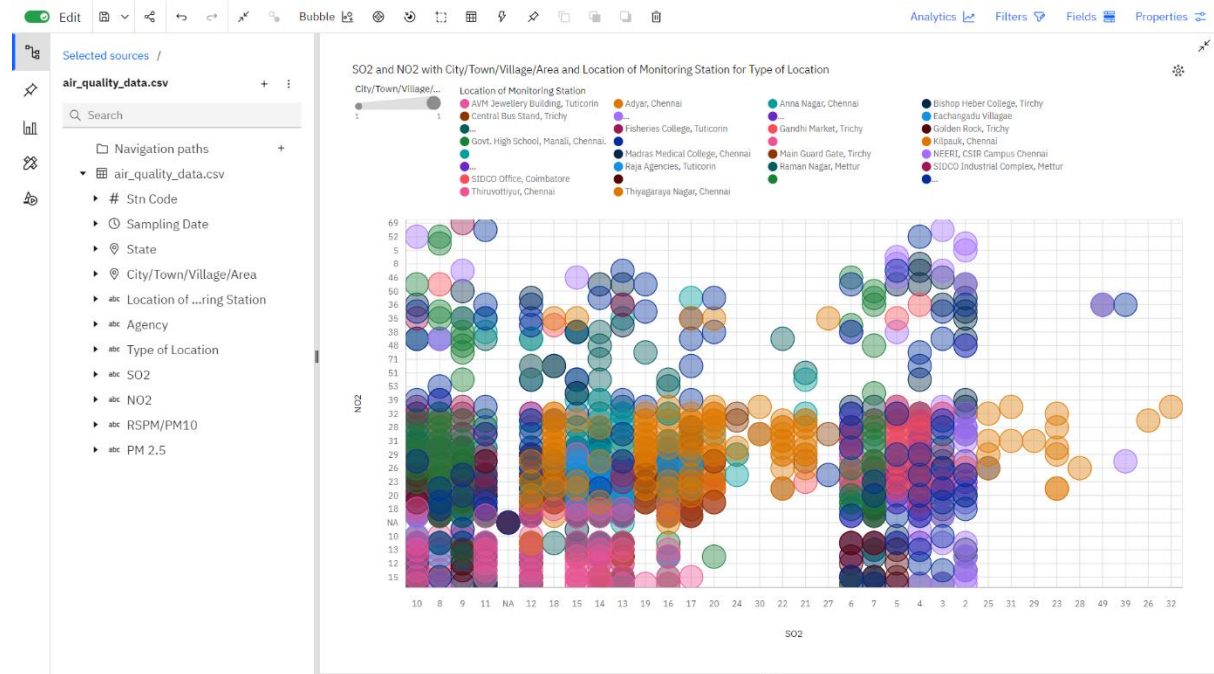 Edit Bubble Analytics Filters Fields Properties
Selected sources /
air_quality_data.csv
Search
Navigation paths
air_quality_data.csv
# Stn Code
Sampling Date
State
City/Town/Village/Area
abc Location of ...ring Station
abc Agency
abc Type of Location
abc SO2
abc NO2
abc RSPM/PM10
abc PM 2.5
SO2 and NO2 with City/Town/Village/Area and Location of Monitoring Station for Type of Location
City/Town/Village/...
1 1
Location of Monitoring Station
AVM Jewellery Building, Tuticorin Adyar, Chennai Anna Nagar, Chennai Bishop Heber College, Tirchy
Central Bus Stand, Trichy ... ... Eachangadu Villagae
... Fisheries College, Tuticorin Gandhi Market, Trichy Golden Rock, Trichy
Govt. High School, Manali, Chennai. Kilpauk, Chennai
Madras Medical College, Chennai Main Guard Gate, Tirchy NEERI, CSIR Campus Chennai
... Raja Agencies, Tuticorin Raman Nagar, Mettur SIDCO Industrial Complex, Mettur
SIDCO Office, Coimbatore ...
Thiruvottiyur, Chennai Thiyagaraya Nagar, Chennai
NO2
69
52
5
8
46
50
36
35
38
48
71
51
53
39
32
28
31
29
26
23
20
18
NA
10
13
12
15
10 8 9 11 NA 12 18 15 14 13 19 16 17 20 24 30 22 21 27 6 7 5 4 3 2 25 31 29 23 28 49 39 26 32
SO2